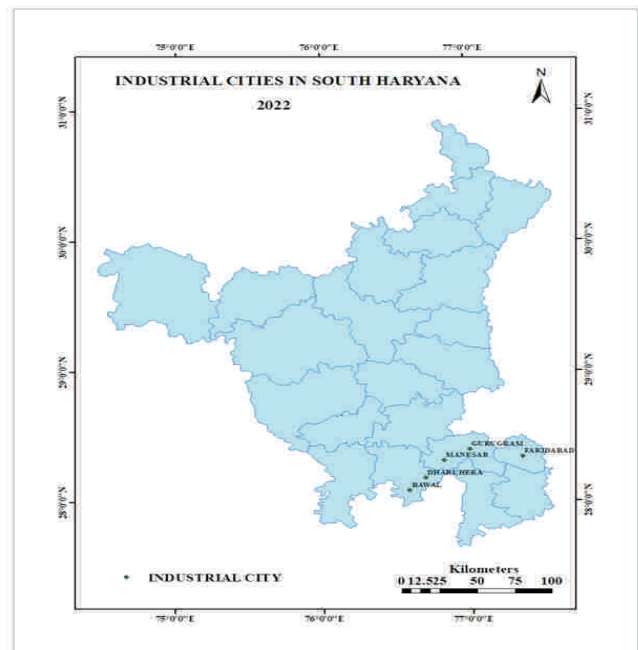 75°0'0"E 76°0'0"E 77°0'0"E
INDUSTRIAL CITIES IN SOUTH HARYANA
2022
N
31°0'0"N 31°0'0"N
30°0'0"N 30°0'0"N
29°0'0"N 29°0'0"N
GURUGRAM
MANESAR
FARIDABAD
DHARUHERA
BAWAL
28°0'0"N 28°0'0"N
Kilometers
INDUSTRIAL CITY
0 12.525 50 75 100
75°0'0"E 76°0'0"E 77°0'0"E